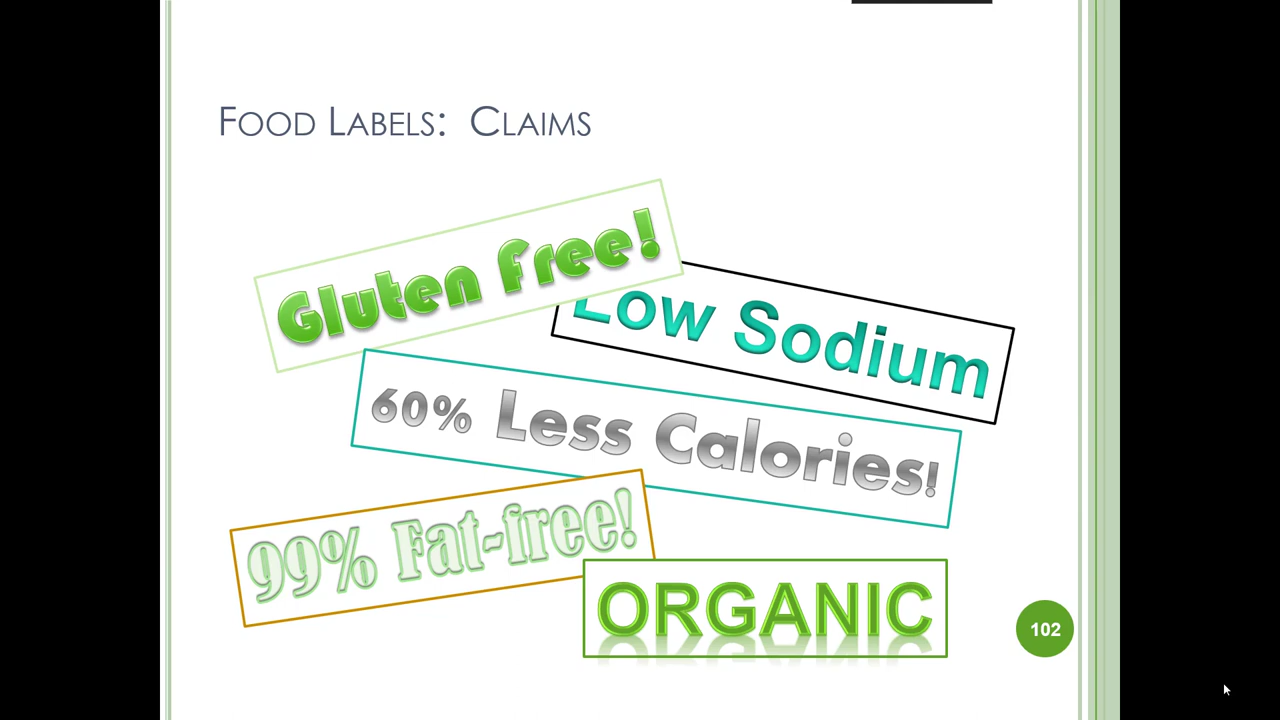 Food Labels: Claims
Gluten Free!
Low Sodium
60% Less Calories!
99% Fat-free!
ORGANIC
102